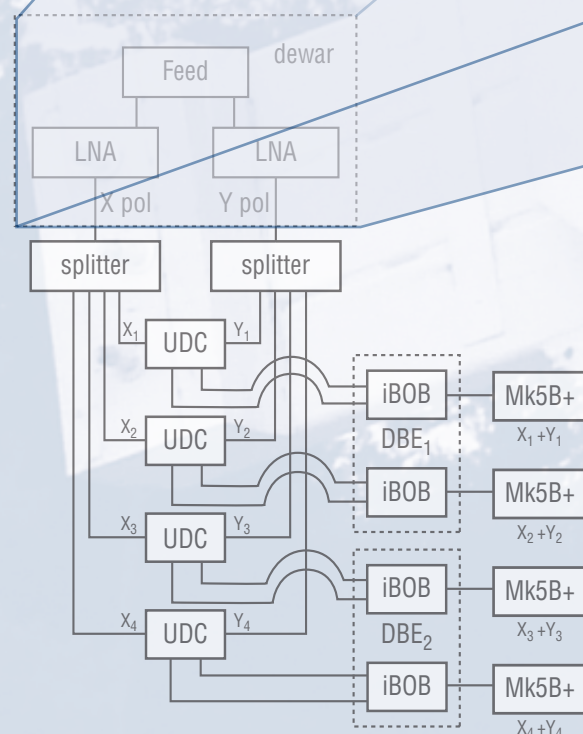 dewar
Feed
LNA LNA
X pol Y pol
splitter splitter
X₁ UDC Y₁
iBOB Mk5B+
DBE₁ X₁+Y₁
X₂ UDC Y₂
iBOB Mk5B+
X₂+Y₂
X₃ UDC Y₃
iBOB Mk5B+
DBE₂ X₃+Y₃
X₄ UDC Y₄
iBOB Mk5B+
X₄+Y₄